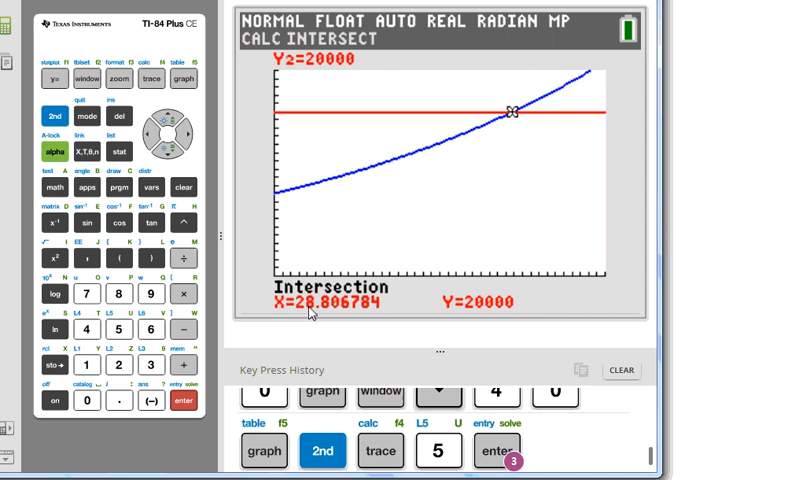 TEXAS INSTRUMENTS TI-84 Plus CE
statplot f1 tblset f2 format f3 calc f4 table f5
y= window zoom trace graph
quit ins
2nd mode del
A-lock link list
alpha X,T,θ,n stat
test A angle B draw C distr
math apps prgm vars clear
matrix D sin⁻¹ E cos⁻¹ F tan⁻¹ G π H
x⁻¹ sin cos tan ^
√ I EE J { K } L e M
x² , ( ) ÷
10ˣ N u O v P w Q [ R
log 7 8 9 ×
eˣ S L4 T L5 U L6 V ] W
ln 4 5 6 −
rcl X L1 Y L2 Z L3 θ mem "
sto→ 1 2 3 +
off catalog i : ans ? entry solve
on 0 . (−) enter
NORMAL FLOAT AUTO REAL RADIAN MP
CALC INTERSECT
Y2=20000
Intersection
X=28.806784 Y=20000
Key Press History CLEAR
0 graph window 4 0
table f5 calc f4 L5 U entry solve
graph 2nd trace 5 enter
3